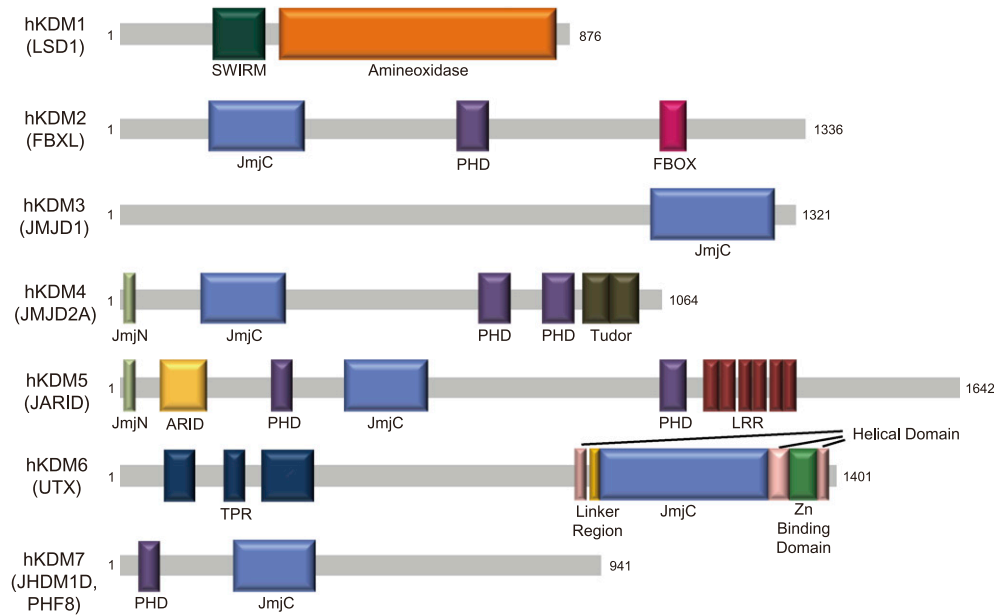 hKDM1
(LSD1)
1
876
SWIRM
Amineoxidase
hKDM2
(FBXL)
1
1336
JmjC
PHD
FBOX
hKDM3
(JMJD1)
1
1321
JmjC
hKDM4
(JMJD2A)
1
1064
JmjN
JmjC
PHD
PHD
Tudor
hKDM5
(JARID)
1
1642
JmjN
ARID
PHD
JmjC
PHD
LRR
Helical Domain
hKDM6
(UTX)
1
1401
TPR
Linker
Region
JmjC
Zn
Binding
Domain
hKDM7
(JHDM1D,
PHF8)
1
941
PHD
JmjC